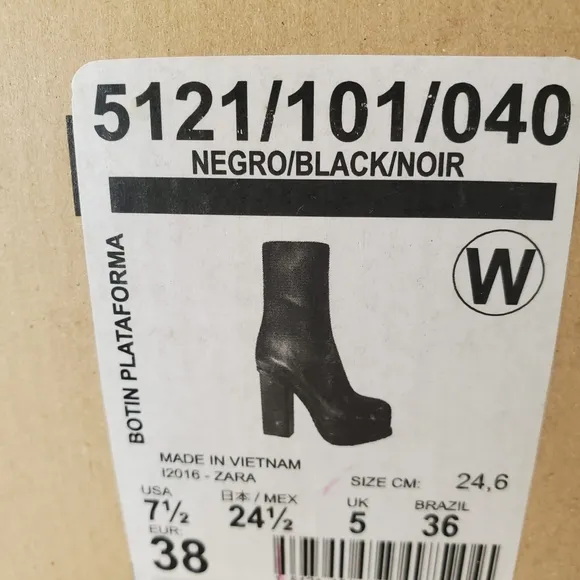 5121/101/040
NEGRO/BLACK/NOIR
W
BOTIN PLATAFORMA
MADE IN VIETNAM
I2016 - ZARA
SIZE CM: 24,6
USA 日本/MEX UK BRAZIL
7½ 24½ 5 36
EUR:
38